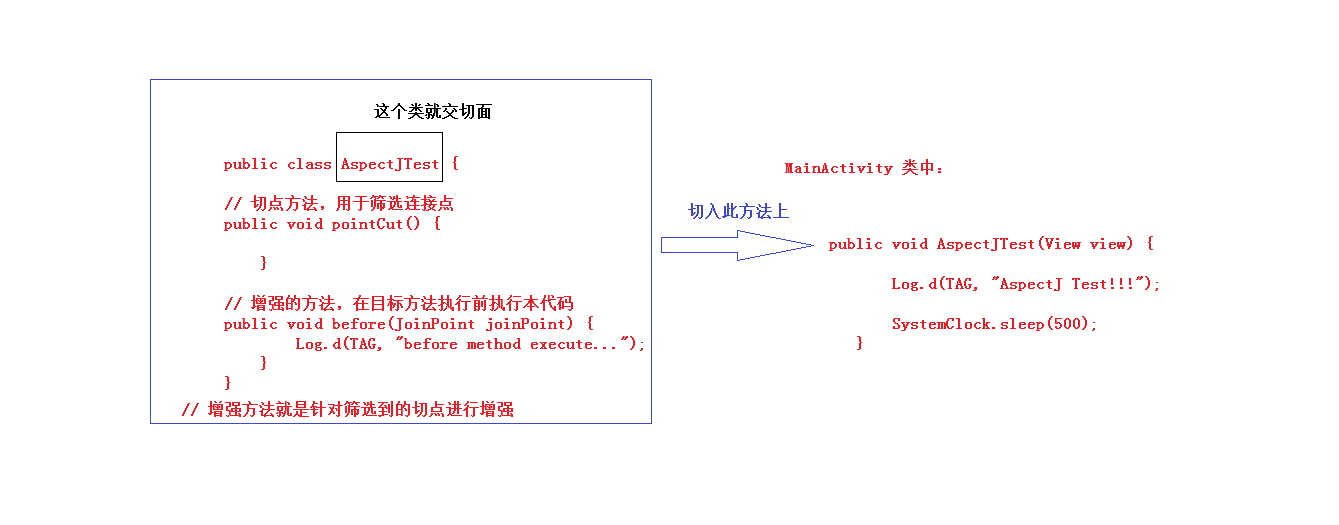 这个类就交切面
public class AspectJTest {
// 切点方法，用于筛选连接点
public void pointCut() {
}
// 增强的方法，在目标方法执行前执行本代码
public void before(JoinPoint joinPoint) {
Log.d(TAG, "before method execute...");
}
}
// 增强方法就是针对筛选到的切点进行增强
切入此方法上
MainActivity 类中：
public void AspectJTest(View view) {
Log.d(TAG, "AspectJ Test!!!");
SystemClock.sleep(500);
}